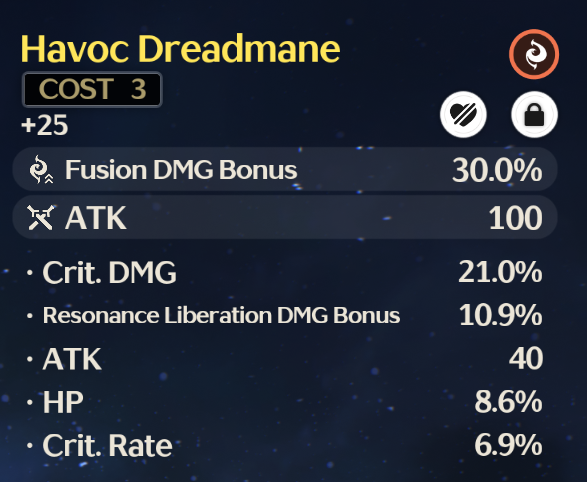 Havoc Dreadmane
COST 3
+25
Fusion DMG Bonus 30.0%
ATK 100
· Crit. DMG 21.0%
· Resonance Liberation DMG Bonus 10.9%
· ATK 40
· HP 8.6%
· Crit. Rate 6.9%